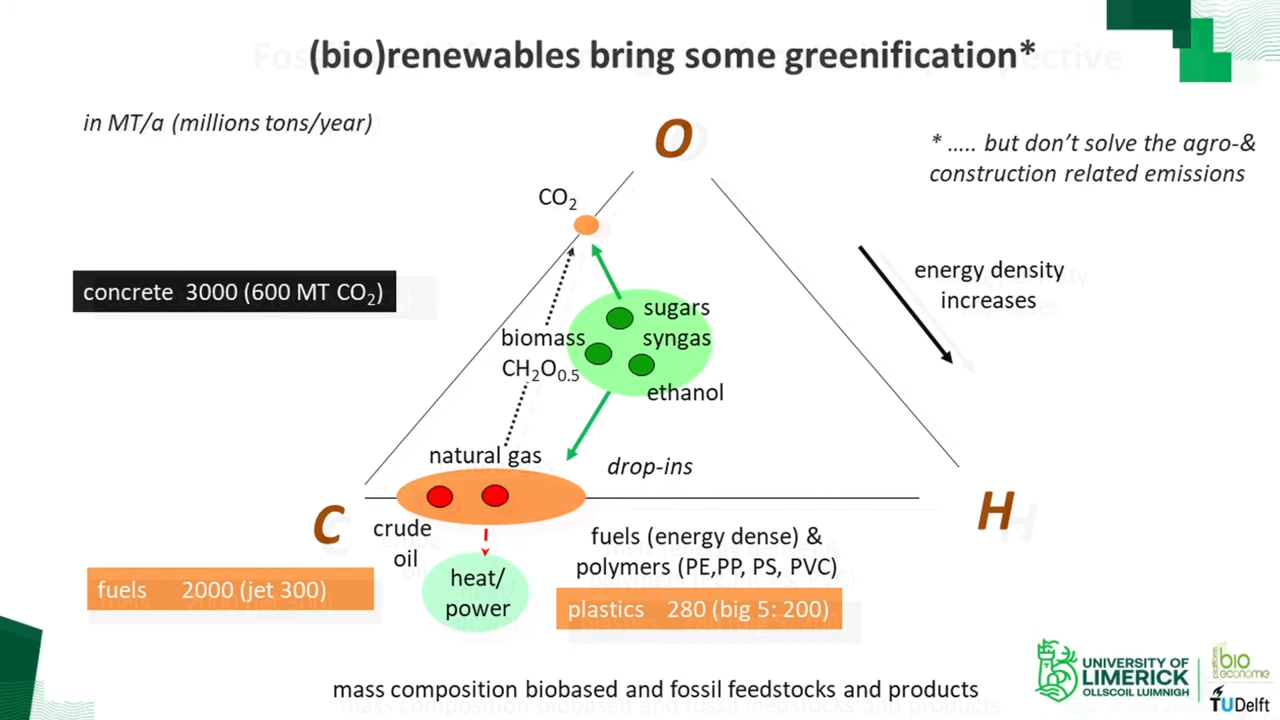 (bio)renewables bring some greenification*
in MT/a (millions tons/year)
O
* ..... but don't solve the agro-&
construction related emissions
CO2
energy density
increases
concrete 3000 (600 MT CO2)
sugars
biomass
syngas
CH2O0.5
ethanol
natural gas
drop-ins
C
H
crude
oil
fuels (energy dense) &
polymers (PE,PP, PS, PVC)
heat/
power
fuels 2000 (jet 300)
plastics 280 (big 5: 200)
mass composition biobased and fossil feedstocks and products
UNIVERSITY OF
LIMERICK
OLLSCOIL LUIMNIGH
platform
bio
economie
TUDelft